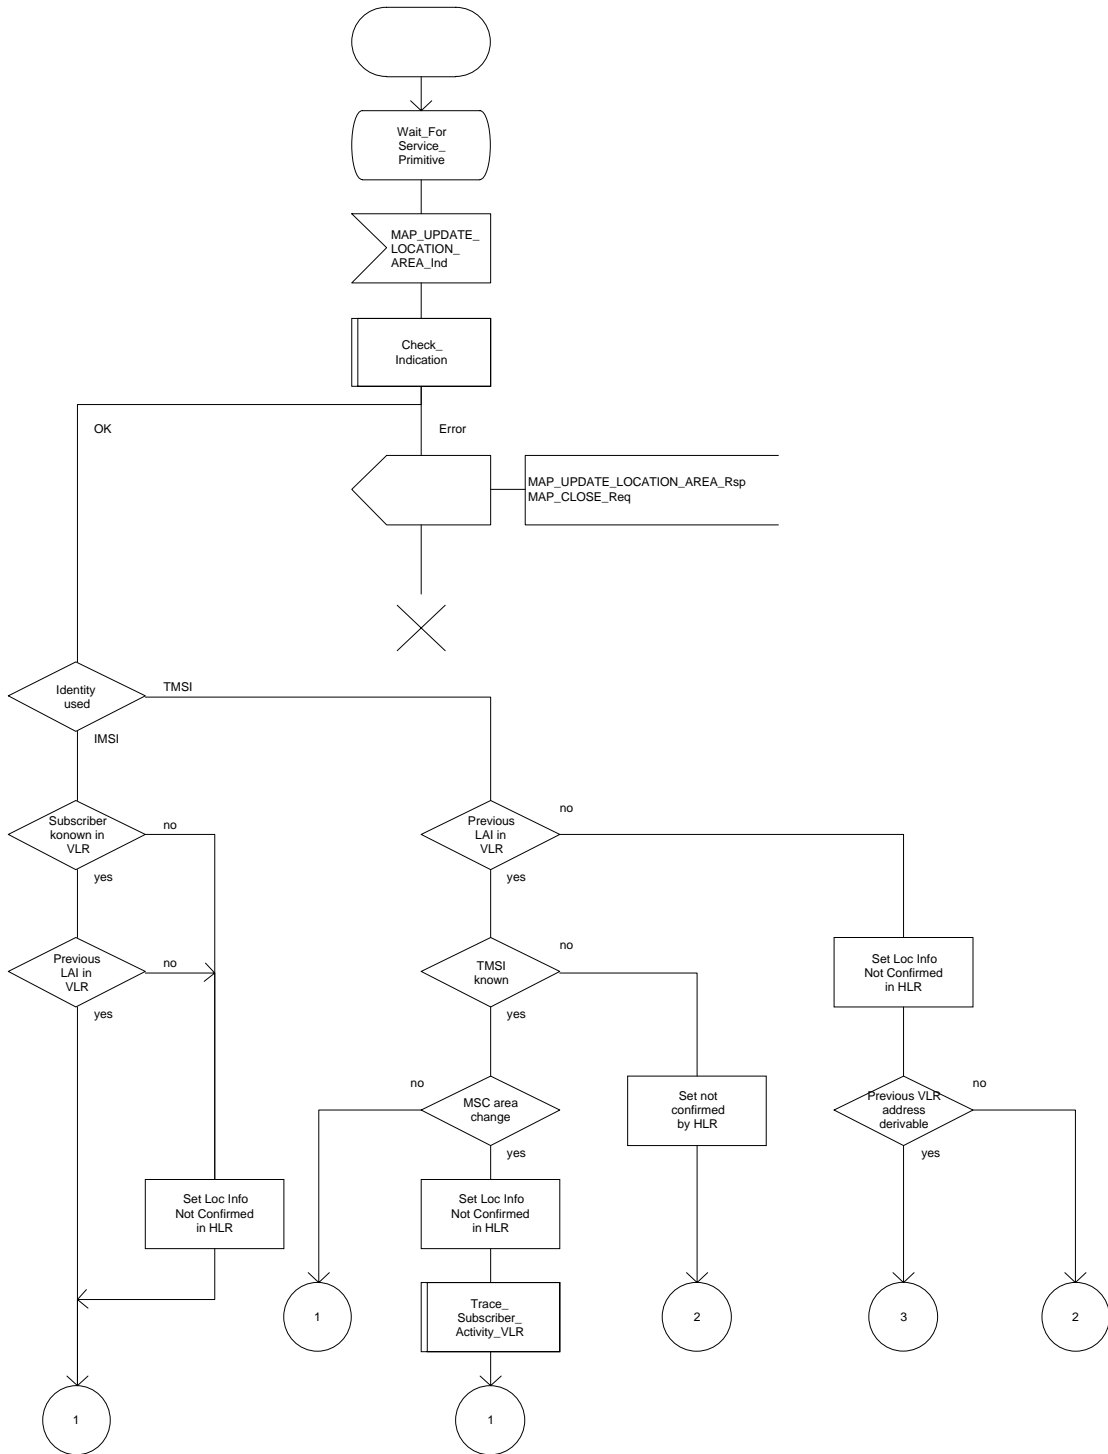 Wait_For
Service_
Primitive
MAP_UPDATE_
LOCATION_
AREA_Ind
Check_
Indication
OK
Error
MAP_UPDATE_LOCATION_AREA_Rsp
MAP_CLOSE_Req
Identity
used
TMSI
IMSI
Subscriber
konown in
VLR
no
yes
Previous
LAI in
VLR
no
yes
Previous
LAI in
VLR
no
yes
TMSI
known
no
yes
Set Loc Info
Not Confirmed
in HLR
MSC area
change
no
yes
Set not
confirmed
by HLR
Previous VLR
address
derivable
no
yes
Set Loc Info
Not Confirmed
in HLR
Set Loc Info
Not Confirmed
in HLR
Trace_
Subscriber_
Activity_VLR
1
2
3
2
1
1